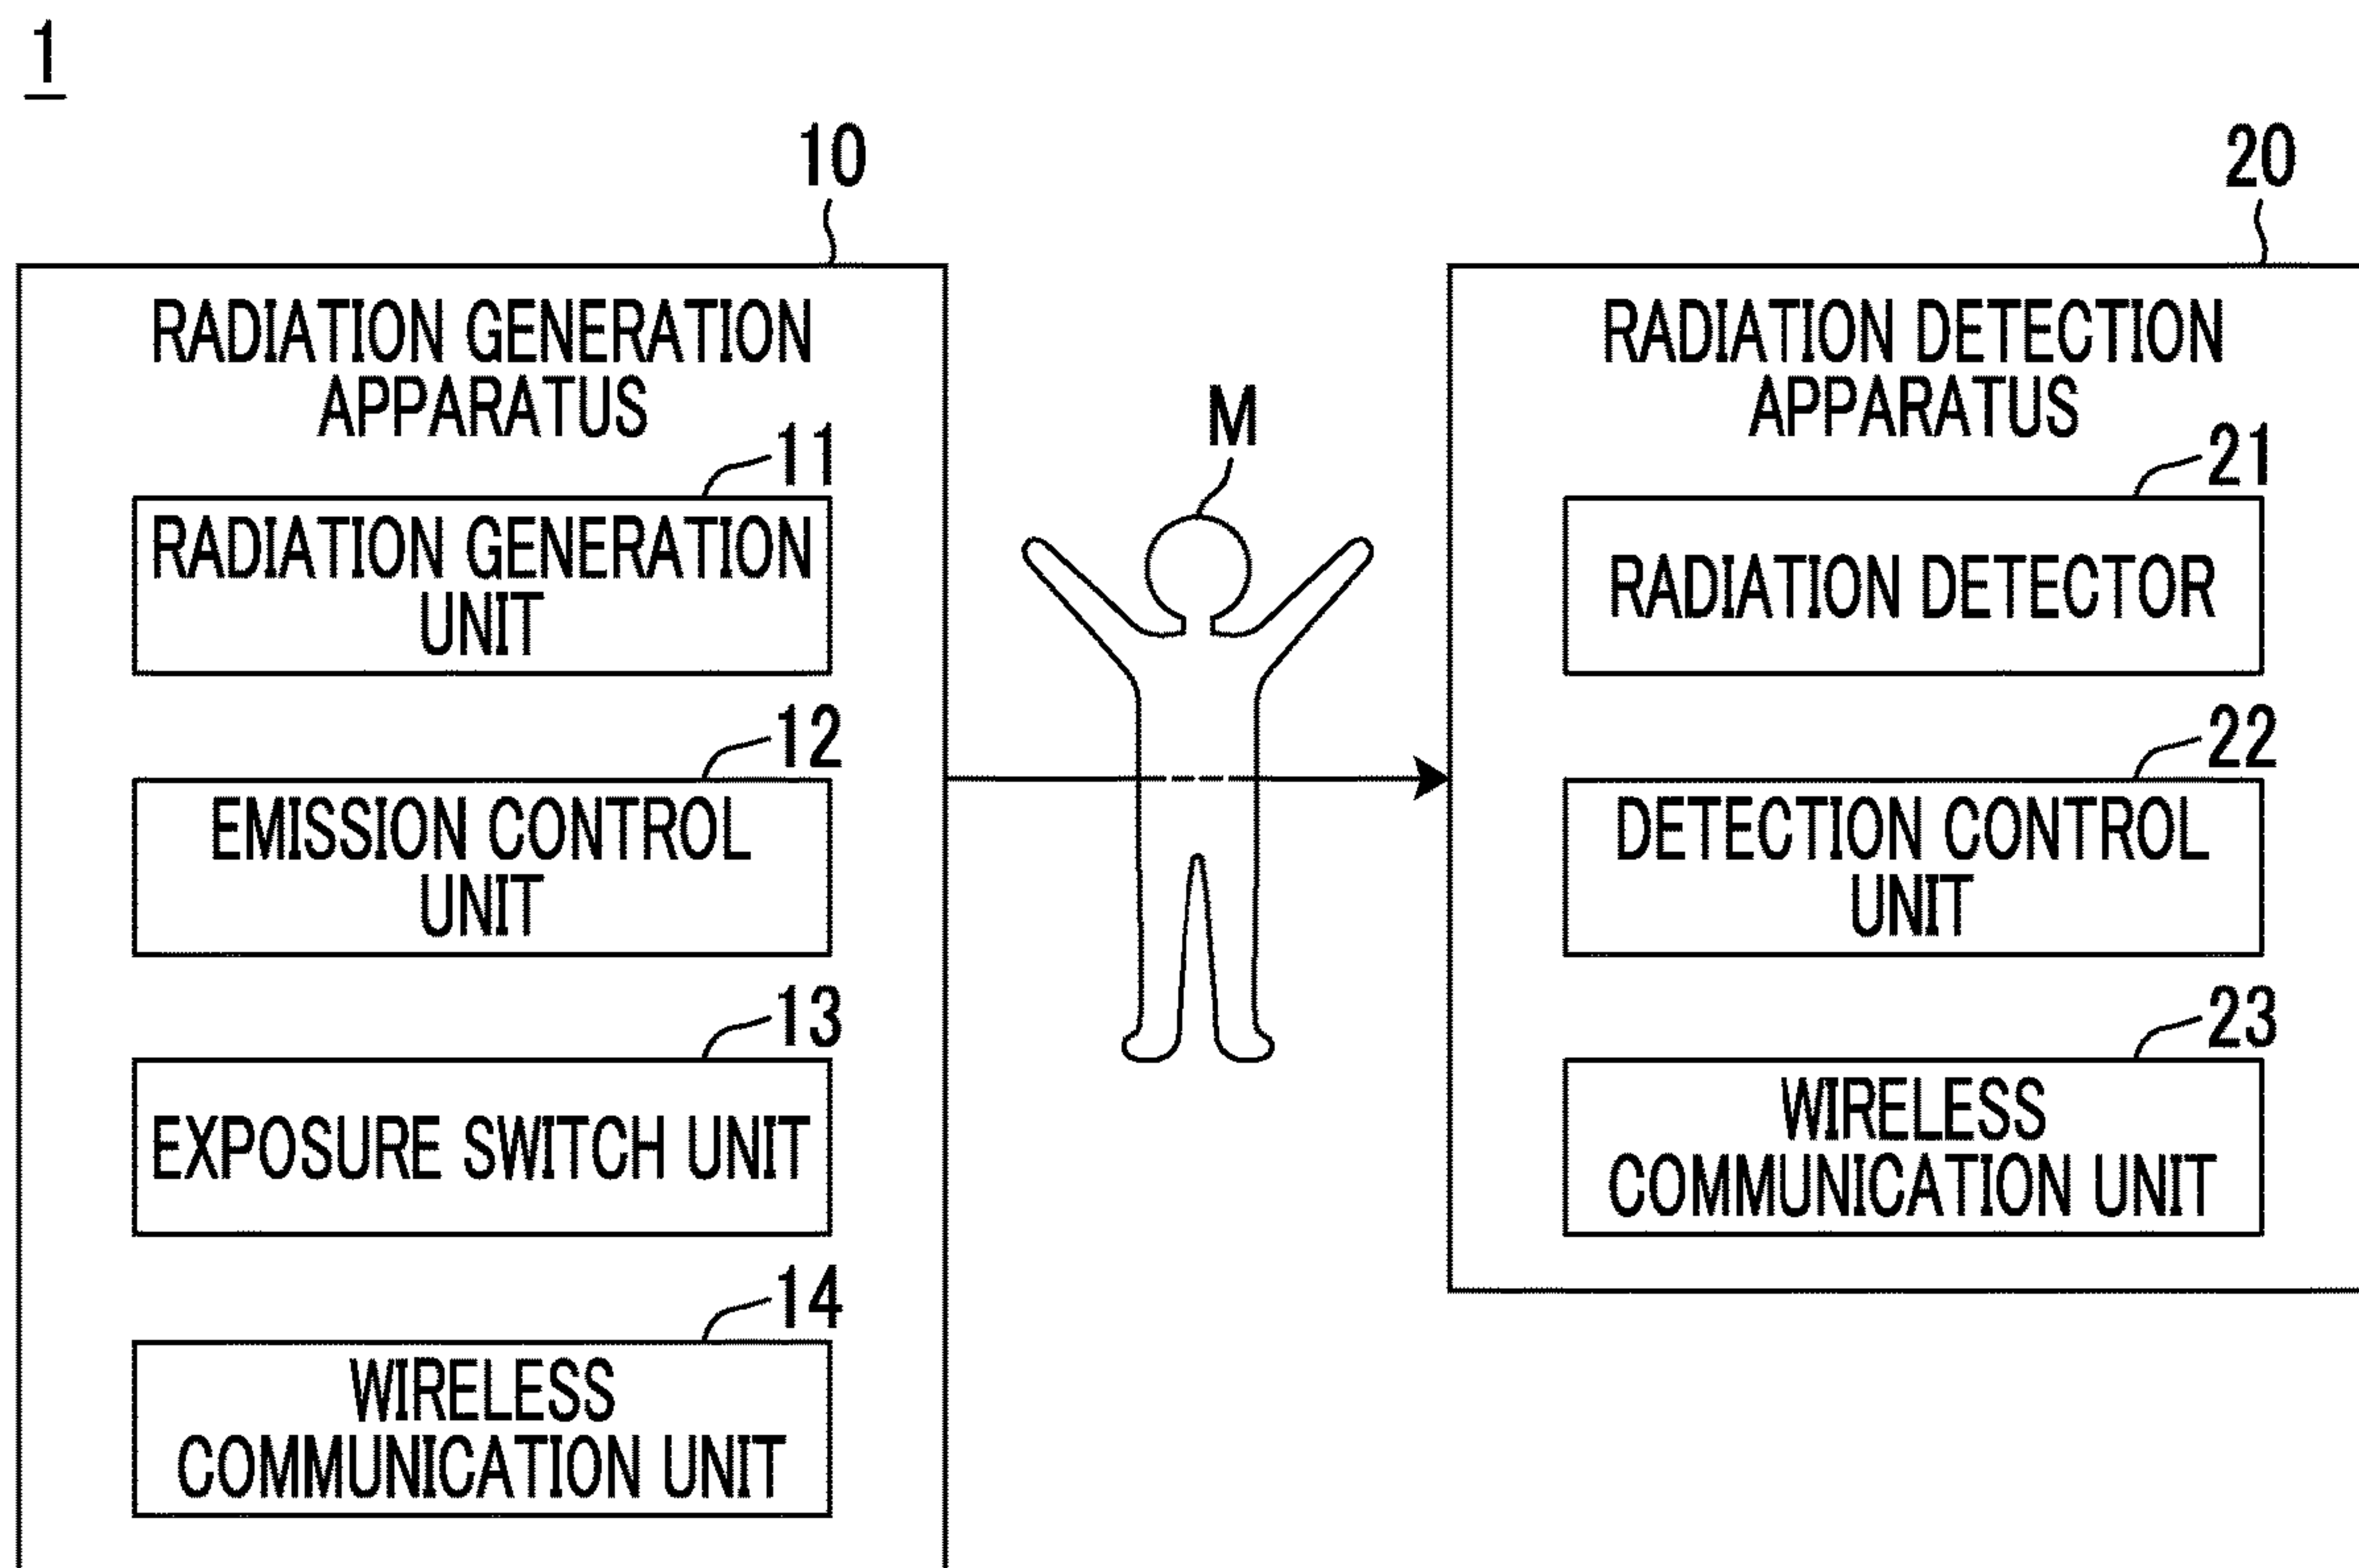 1
10
RADIATION GENERATION
APPARATUS
11
RADIATION GENERATION
UNIT
12
EMISSION CONTROL
UNIT
13
EXPOSURE SWITCH UNIT
14
WIRELESS
COMMUNICATION UNIT
M
20
RADIATION DETECTION
APPARATUS
21
RADIATION DETECTOR
22
DETECTION CONTROL
UNIT
23
WIRELESS
COMMUNICATION UNIT